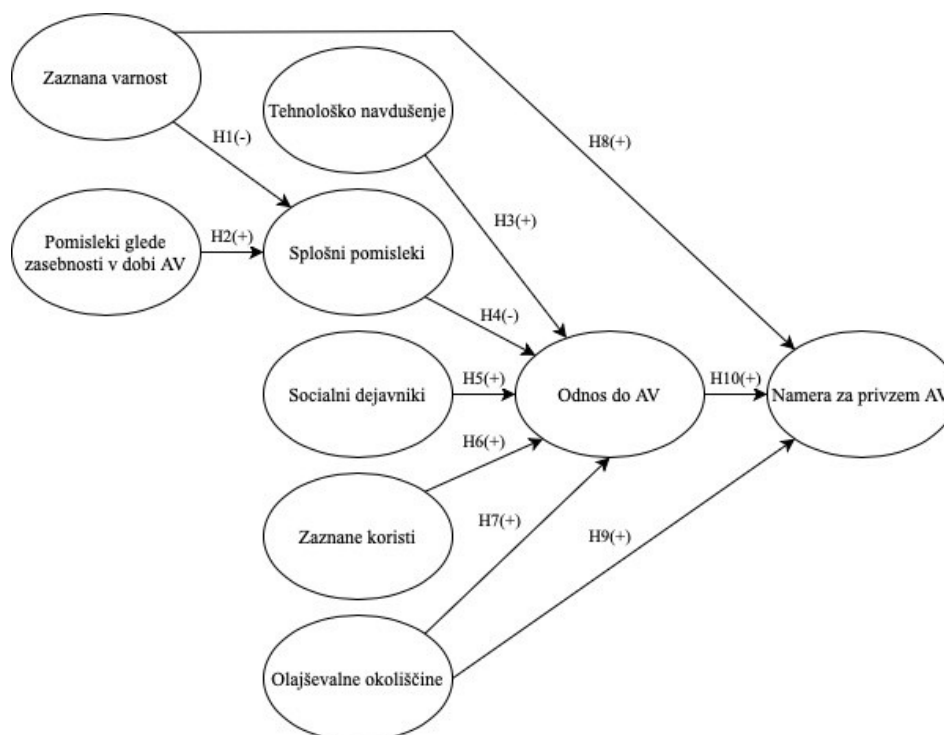 Zaznana varnost
Tehnološko navdušenje
H1(-)
H8(+)
Pomisleki glede
zasebnosti v dobi AV
H2(+)
Splošni pomisleki
H3(+)
H4(-)
Socialni dejavniki
H5(+)
Odnos do AV
H10(+)
Namera za privzem AV
H6(+)
Zaznane koristi
H7(+)
H9(+)
Olajševalne okoliščine